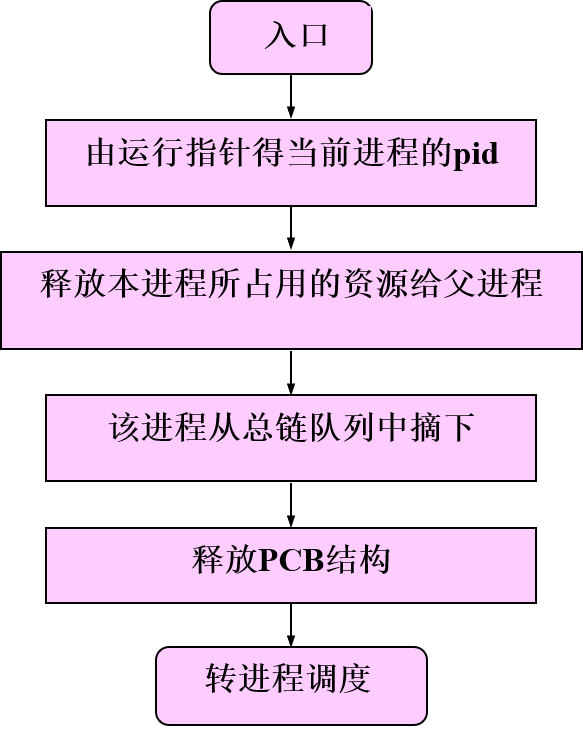 入口
由运行指针得当前进程的pid
释放本进程所占用的资源给父进程
该进程从总链队列中摘下
释放PCB结构
转进程调度